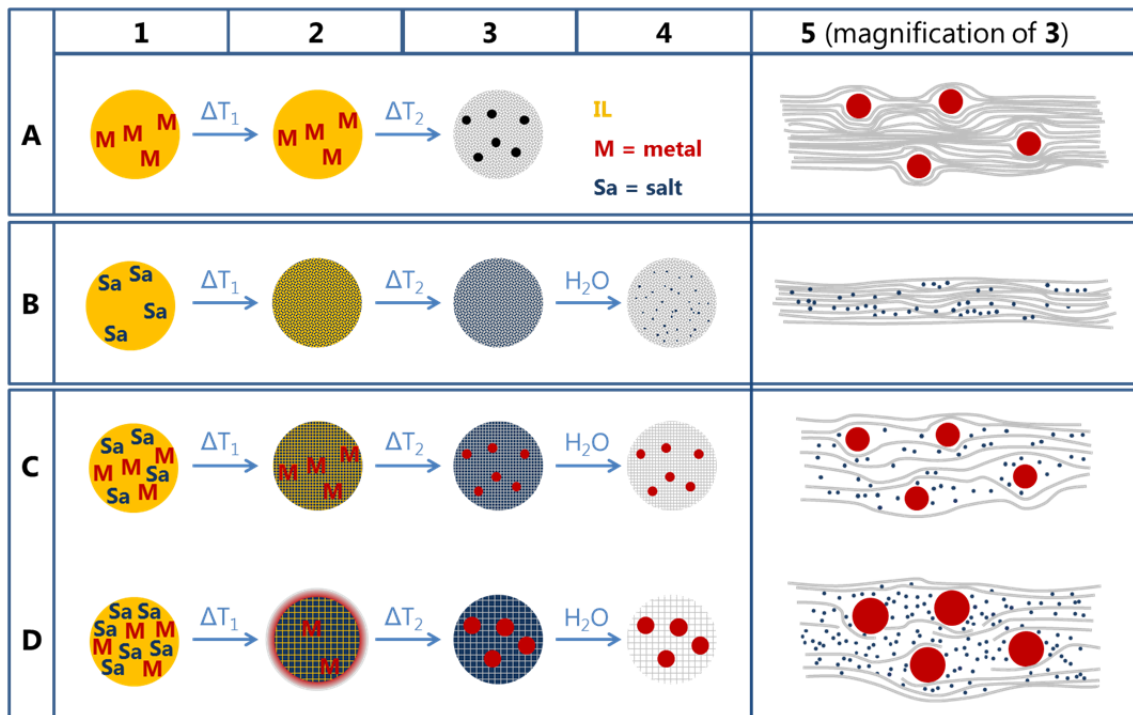 1 2 3 4 5 (magnification of 3)
A
M M M M
ΔT1
M M M M
ΔT2
IL
M = metal
Sa = salt
B
Sa Sa Sa Sa
ΔT1
ΔT2
H2O
C
Sa Sa M M M Sa Sa M
ΔT1
M M M M
ΔT2
H2O
D
Sa Sa Sa M M M Sa Sa Sa M
ΔT1
M M
ΔT2
H2O